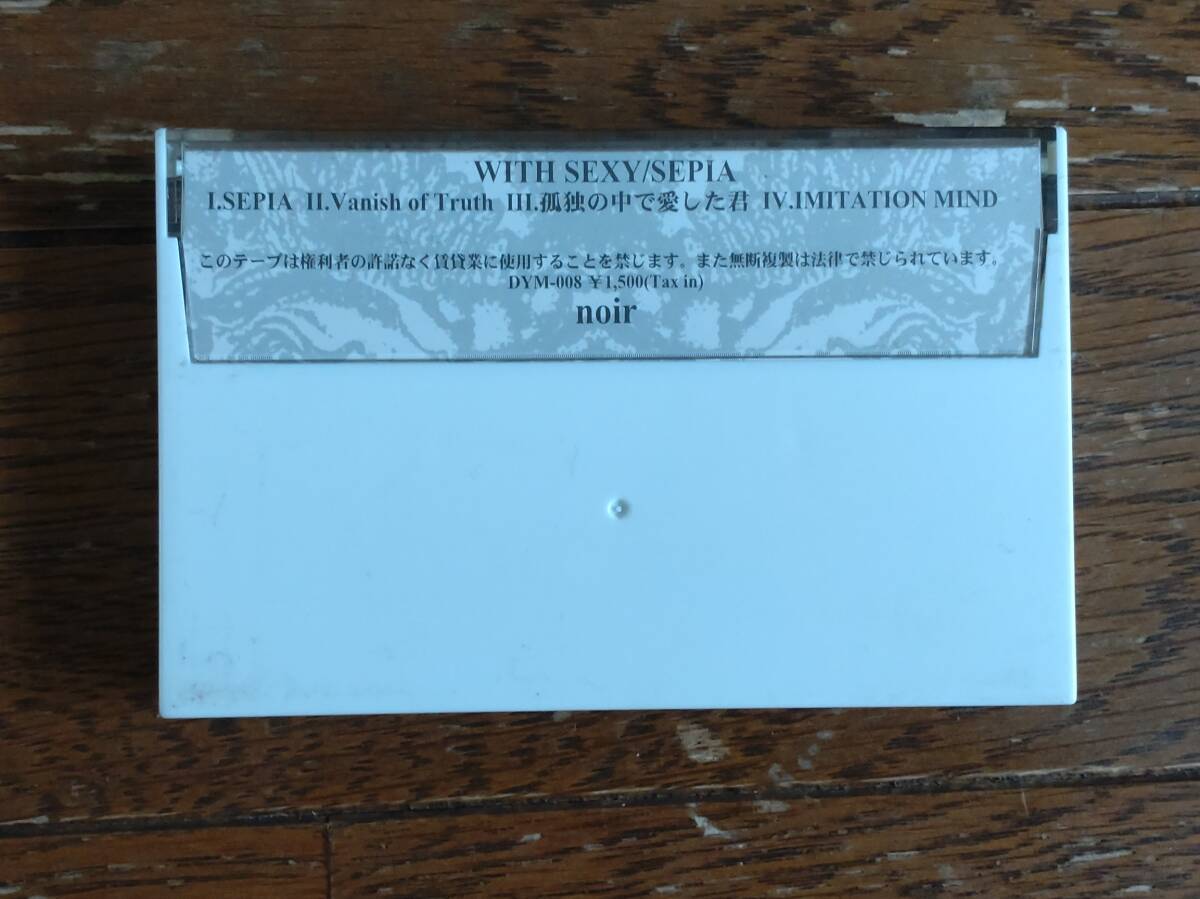 WITH SEXY/SEPIA
I.SEPIA II.Vanish of Truth III.孤独の中で愛した君 IV.IMITATION MIND
このテープは権利者の許諾なく賃貸業に使用することを禁じます。また無断複製は法律で禁じられています。
DYM-008 ￥1,500(Tax in)
noir